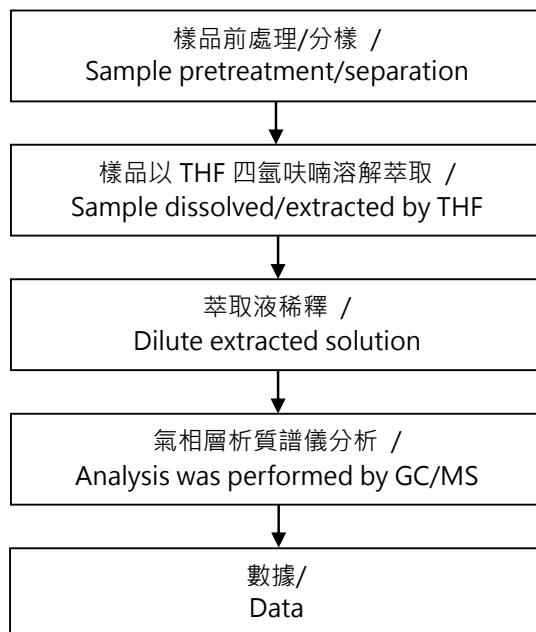 樣品前處理/分樣 /
Sample pretreatment/separation
樣品以 THF 四氫呋喃溶解萃取 /
Sample dissolved/extracted by THF
萃取液稀釋 /
Dilute extracted solution
氣相層析質譜儀分析 /
Analysis was performed by GC/MS
數據/
Data